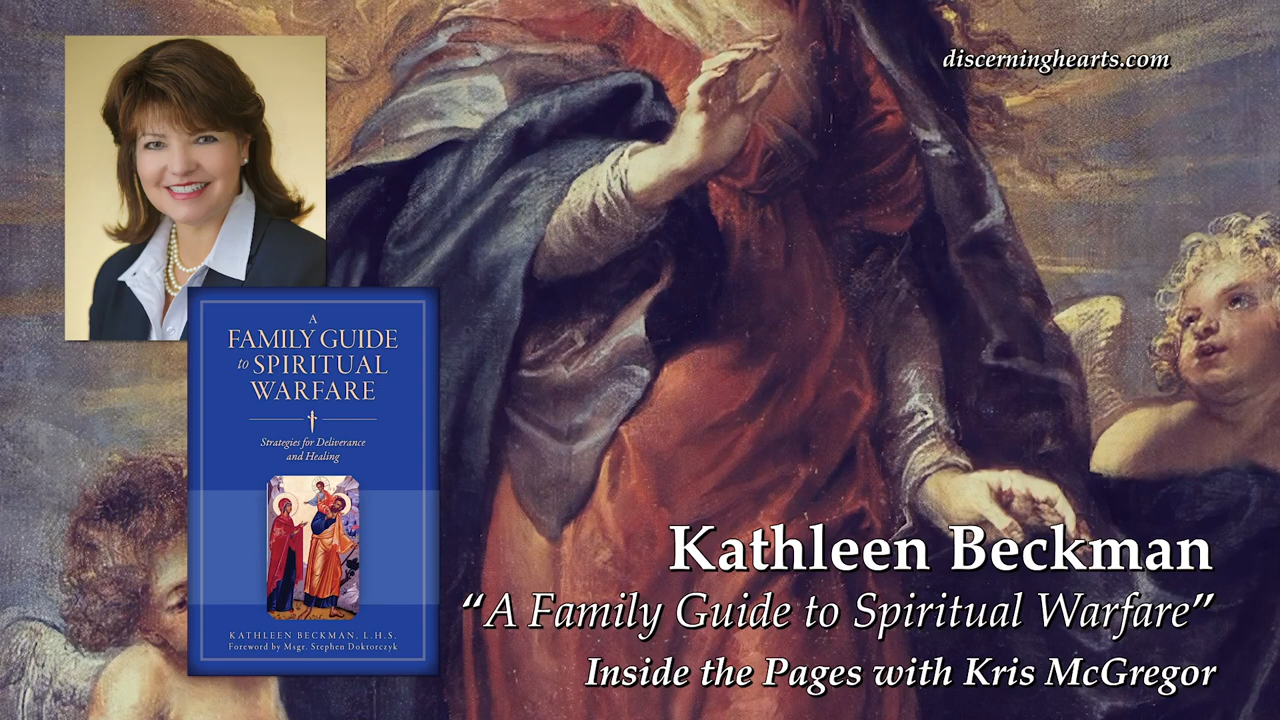 discerninghearts.com
A
FAMILY GUIDE
to SPIRITUAL
WARFARE
Strategies for Deliverance
and Healing
KATHLEEN BECKMAN, L.H.S.
Foreword by Msgr. Stephen Doktorczyk
Kathleen Beckman
“A Family Guide to Spiritual Warfare”
Inside the Pages with Kris McGregor